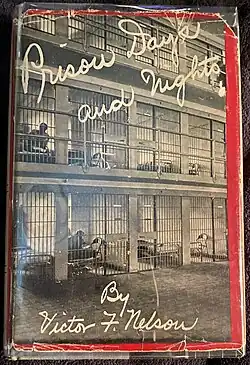 Prison Days
and Nights
By
Victor F. Nelson